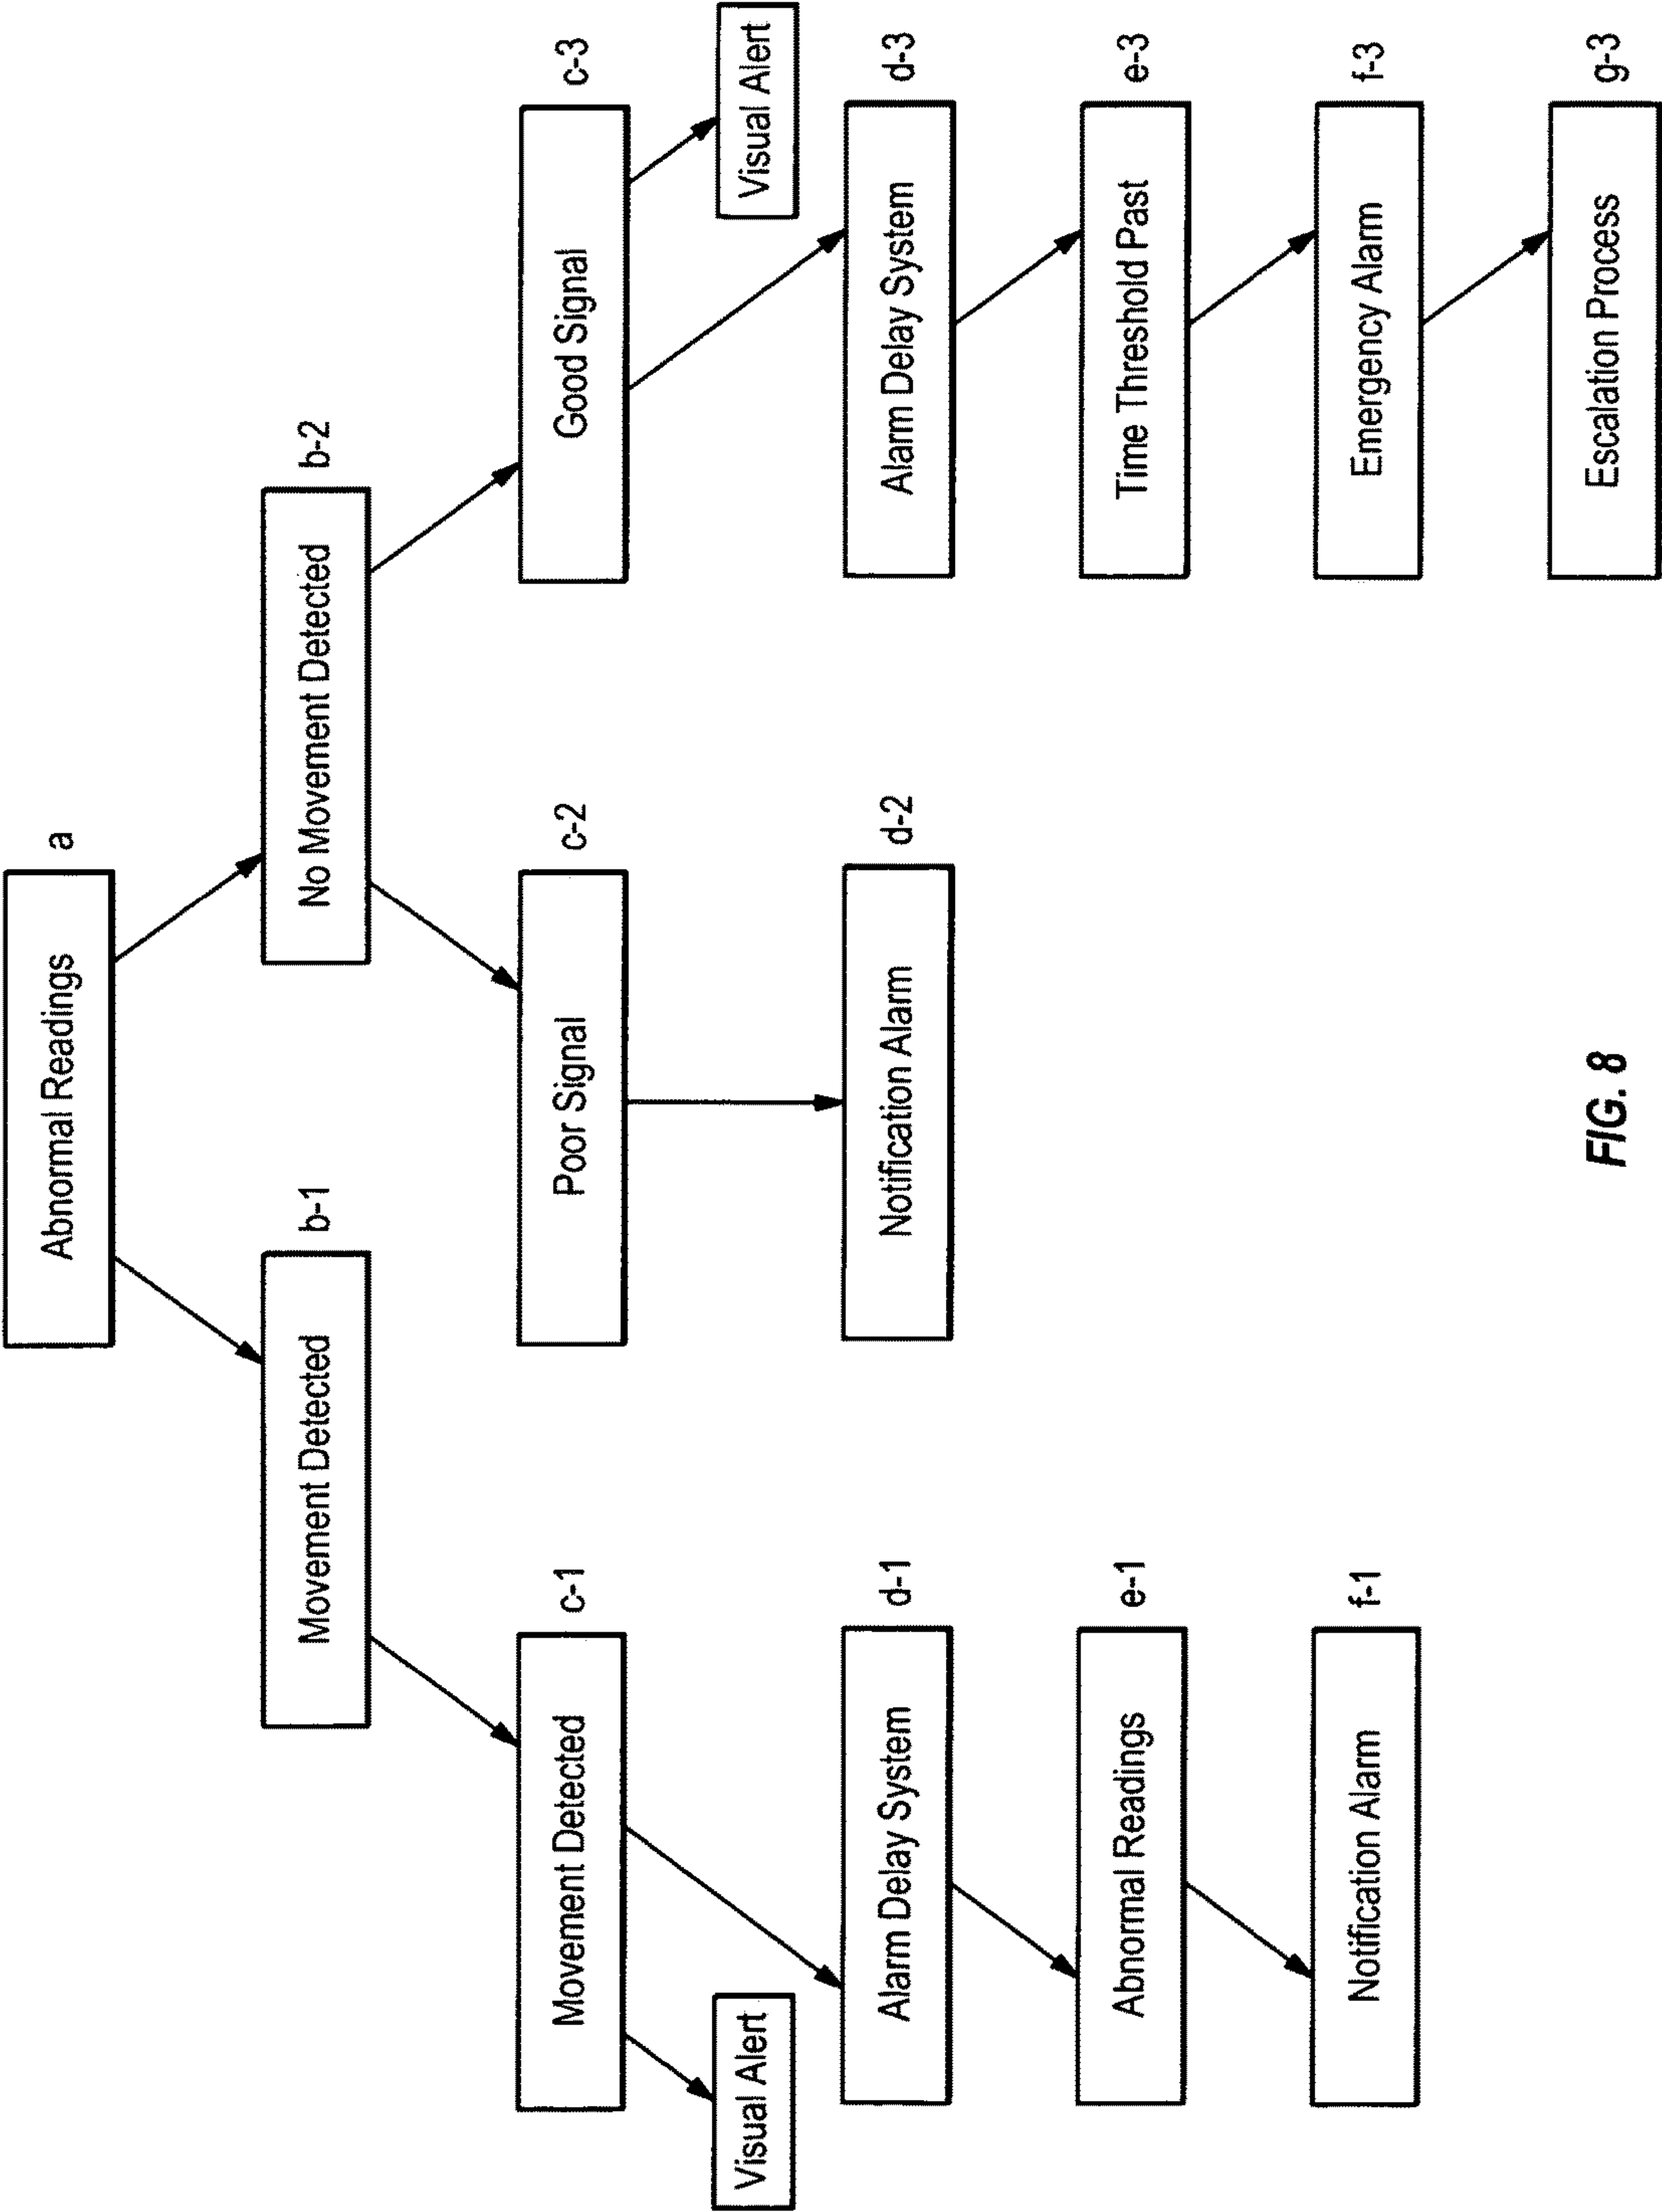 a
Abnormal Readings
b-1
Movement Detected
b-2
No Movement Detected
c-1
Movement Detected
c-2
Poor Signal
c-3
Good Signal
Visual Alert
Visual Alert
d-1
Alarm Delay System
d-2
Notification Alarm
d-3
Alarm Delay System
e-1
Abnormal Readings
e-3
Time Threshold Past
f-1
Notification Alarm
f-3
Emergency Alarm
g-3
Escalation Process
FIG. 8